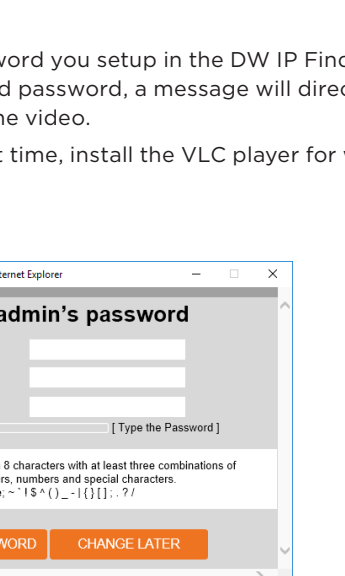 word you setup in the DW IP Find
d password, a message will direc
he video.
t time, install the VLC player for
ternet Explorer
admin's password
[ Type the Password ]
8 characters with at least three combinations of
rs, numbers and special characters.
e; ~ ` ! $ ^ ( ) _ - | { } [ ] ; . ? /
WORD
CHANGE LATER